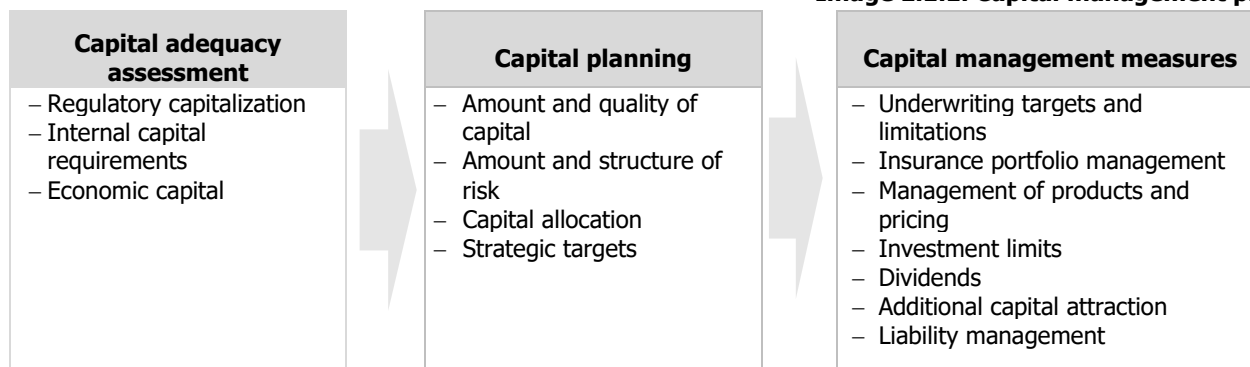 Capital adequacy
assessment
– Regulatory capitalization
– Internal capital
requirements
– Economic capital
Capital planning
– Amount and quality of
capital
– Amount and structure of
risk
– Capital allocation
– Strategic targets
Capital management measures
– Underwriting targets and
limitations
– Insurance portfolio management
– Management of products and
pricing
– Investment limits
– Dividends
– Additional capital attraction
– Liability management